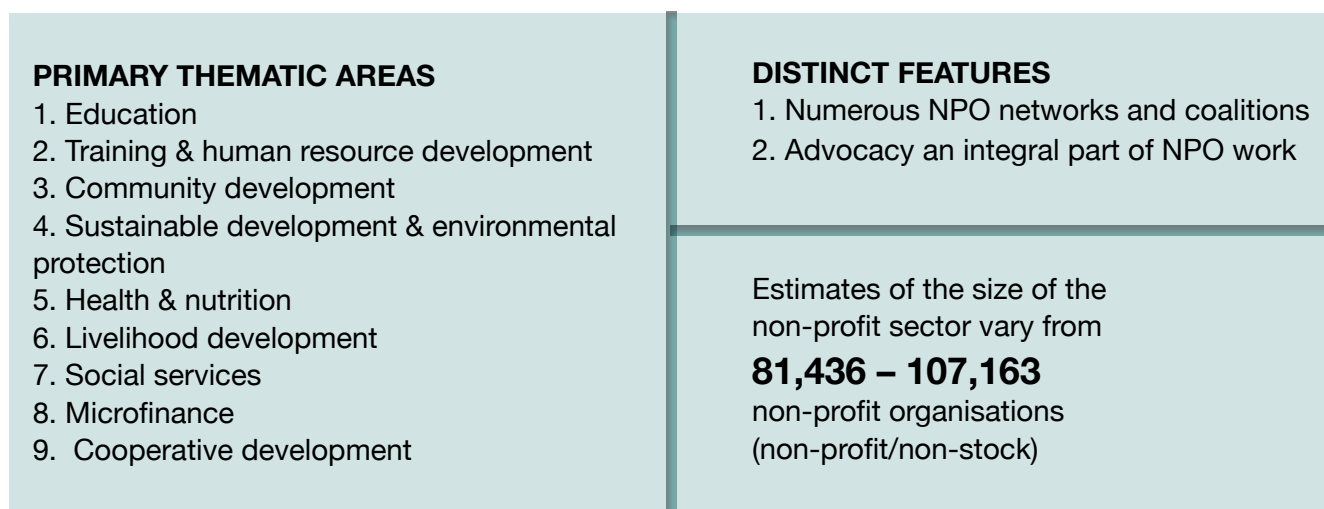 PRIMARY THEMATIC AREAS
1. Education
2. Training & human resource development
3. Community development
4. Sustainable development & environmental
protection
5. Health & nutrition
6. Livelihood development
7. Social services
8. Microfinance
9.  Cooperative development
DISTINCT FEATURES
1. Numerous NPO networks and coalitions
2. Advocacy an integral part of NPO work
Estimates of the size of the
non-profit sector vary from
81,436 – 107,163
non-profit organisations
(non-profit/non-stock)